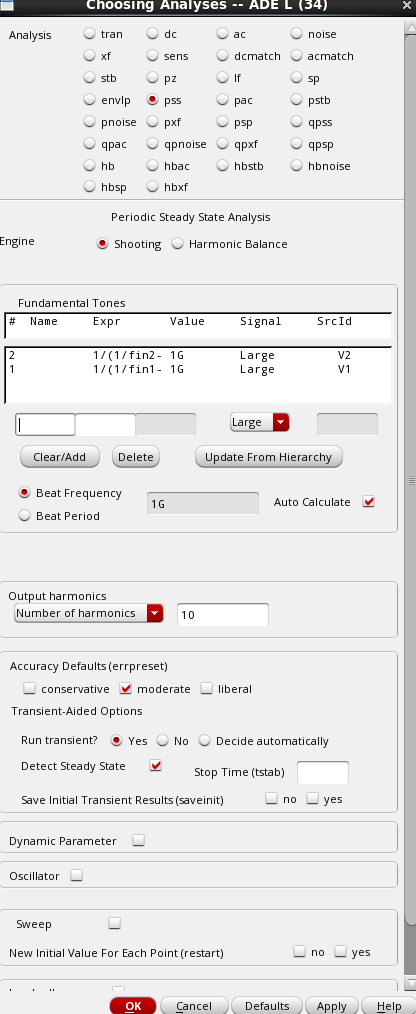 Choosing Analyses -- ADE L (34)
Analysis
tran dc ac noise
xf sens dcmatch acmatch
stb pz lf sp
envlp pss pac pstb
pnoise pxf psp qpss
qpac qpnoise qpxf qpsp
hb hbac hbstb hbnoise
hbsp hbxf
Periodic Steady State Analysis
Engine Shooting Harmonic Balance
Fundamental Tones
# Name Expr Value Signal SrcId
2 1/(1/fin2- 1G Large V2
1 1/(1/fin1- 1G Large V1
Large
Clear/Add Delete Update From Hierarchy
Beat Frequency 1G Auto Calculate
Beat Period
Output harmonics
Number of harmonics 10
Accuracy Defaults (errpreset)
conservative moderate liberal
Transient-Aided Options
Run transient? Yes No Decide automatically
Detect Steady State Stop Time (tstab)
Save Initial Transient Results (saveinit) no yes
Dynamic Parameter
Oscillator
Sweep
New Initial Value For Each Point (restart) no yes
OK Cancel Defaults Apply Help